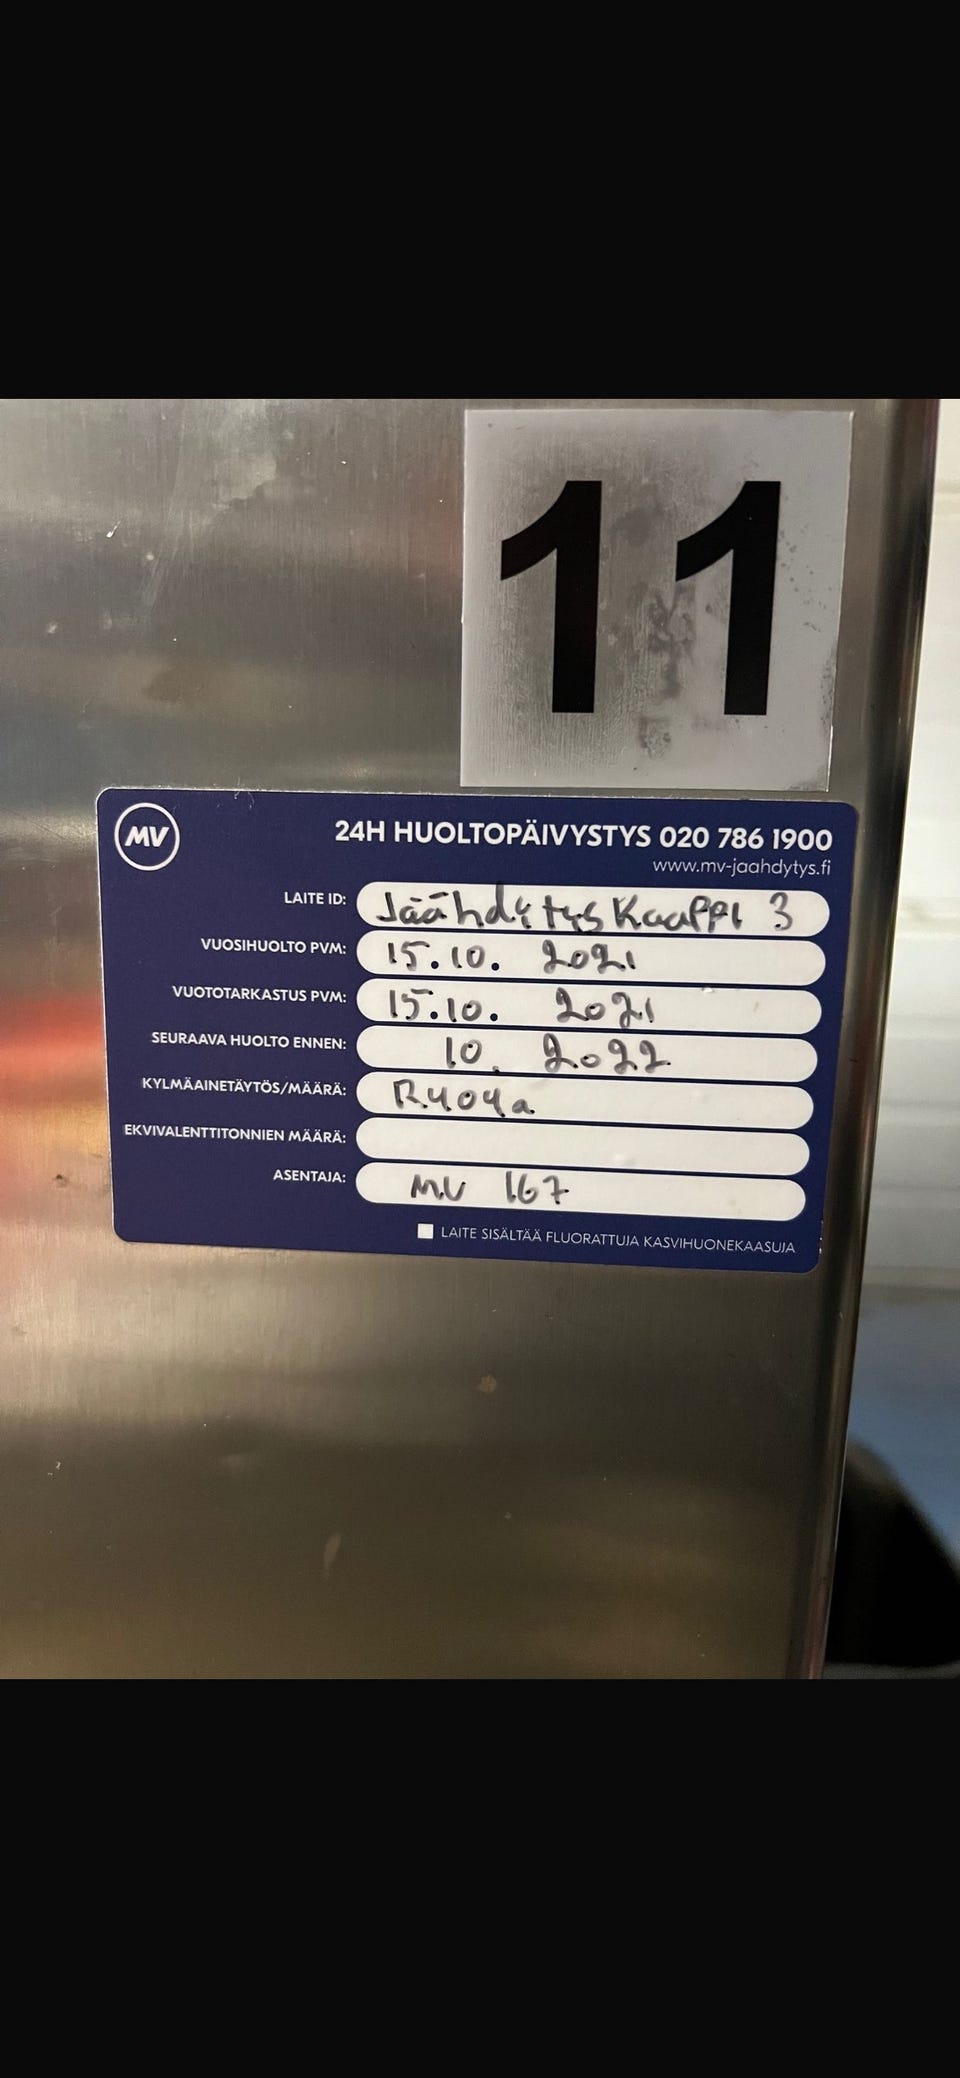 11
MV
24H HUOLTOPÄIVYSTYS 020 786 1900
www.mv-jaahdytys.fi
LAITE ID: Jäähdytys Kaappi 3
VUOSIHUOLTO PVM: 15.10. 2021
VUOTOTARKASTUS PVM: 15.10. 2021
SEURAAVA HUOLTO ENNEN: 10. 2022
KYLMÄAINETÄYTÖS/MÄÄRÄ: R404a
EKVIVALENTTITONNIEN MÄÄRÄ:
ASENTAJA: MV 167
LAITE SISÄLTÄÄ FLUORATTUJA KASVIHUONEKAASUJA